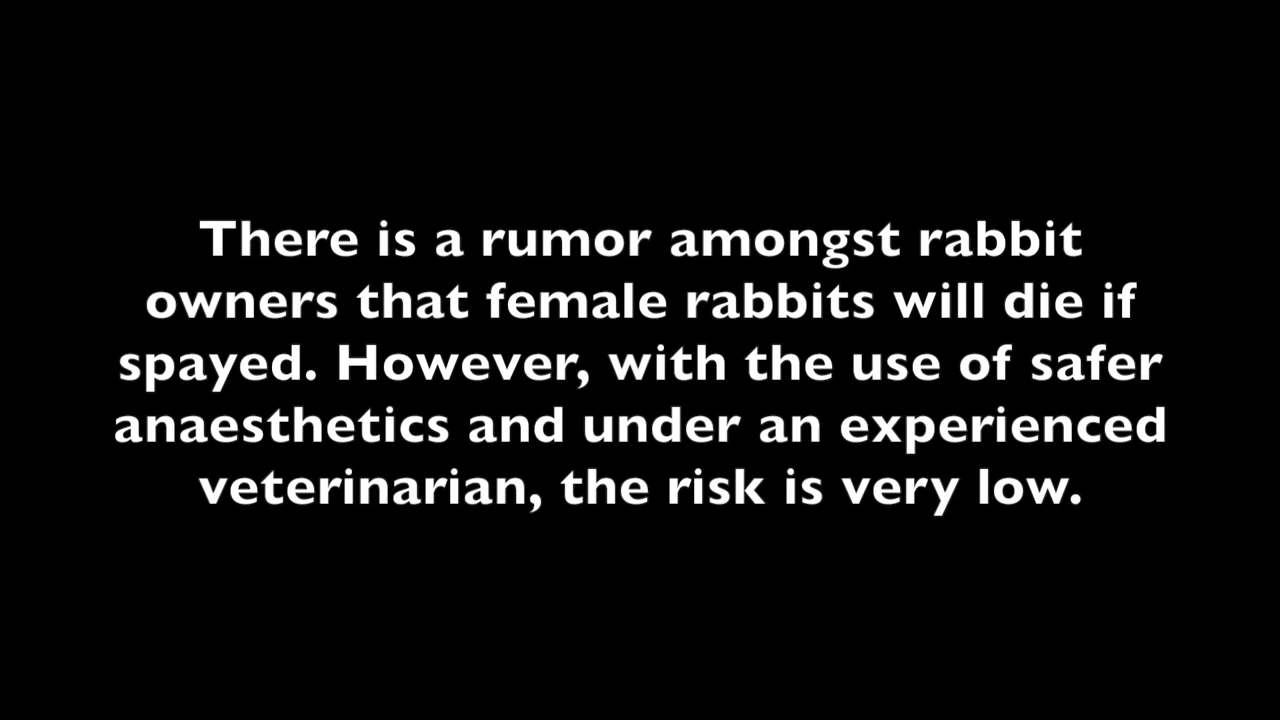 There is a rumor amongst rabbit
owners that female rabbits will die if
spayed. However, with the use of safer
anaesthetics and under an experienced
veterinarian, the risk is very low.